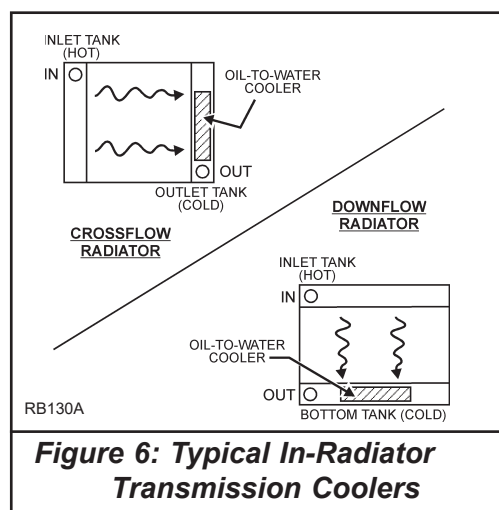 INLET TANK
(HOT)
IN
OIL-TO-WATER
COOLER
OUT
OUTLET TANK
(COLD)
CROSSFLOW
RADIATOR
DOWNFLOW
RADIATOR
INLET TANK
(HOT)
IN
OIL-TO-WATER
COOLER
OUT
BOTTOM TANK (COLD)
RB130A
Figure 6: Typical In-Radiator
Transmission Coolers